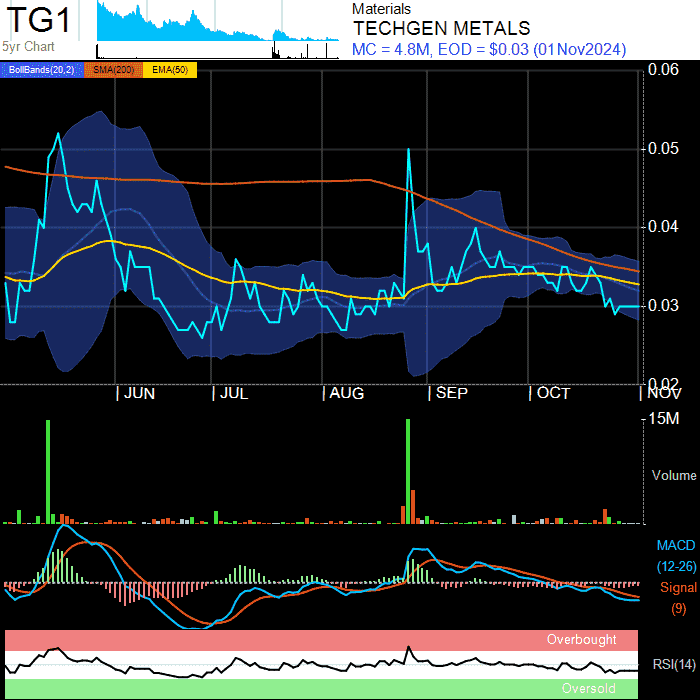 TG1
5yr Chart
Materials
TECHGEN METALS
MC = 4.8M, EOD = $0.03 (01Nov2024)
BollBands(20,2) SMA(200) EMA(50)
0.06
0.05
0.04
0.03
0.02
JUN JUL AUG SEP OCT NOV
15M
Volume
MACD
(12-26)
Signal
(9)
Overbought
RSI(14)
Oversold